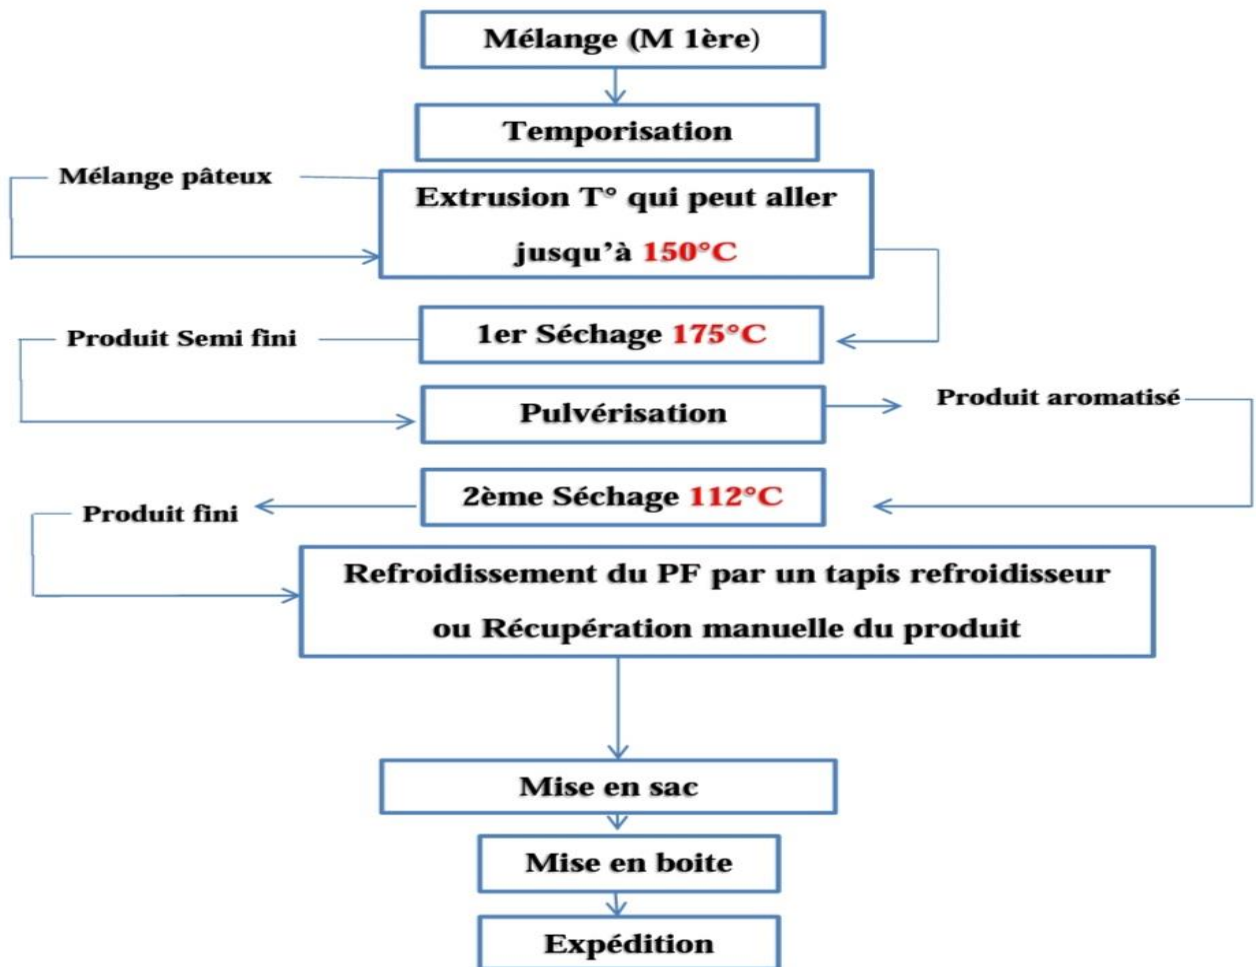 Mélange (M 1ère)
Temporisation
Mélange pâteux
Extrusion T° qui peut aller
jusqu’à 150°C
1er Séchage 175°C
Produit Semi fini
Pulvérisation
Produit aromatisé
2ème Séchage 112°C
Produit fini
Refroidissement du PF par un tapis refroidisseur
ou Récupération manuelle du produit
Mise en sac
Mise en boite
Expédition